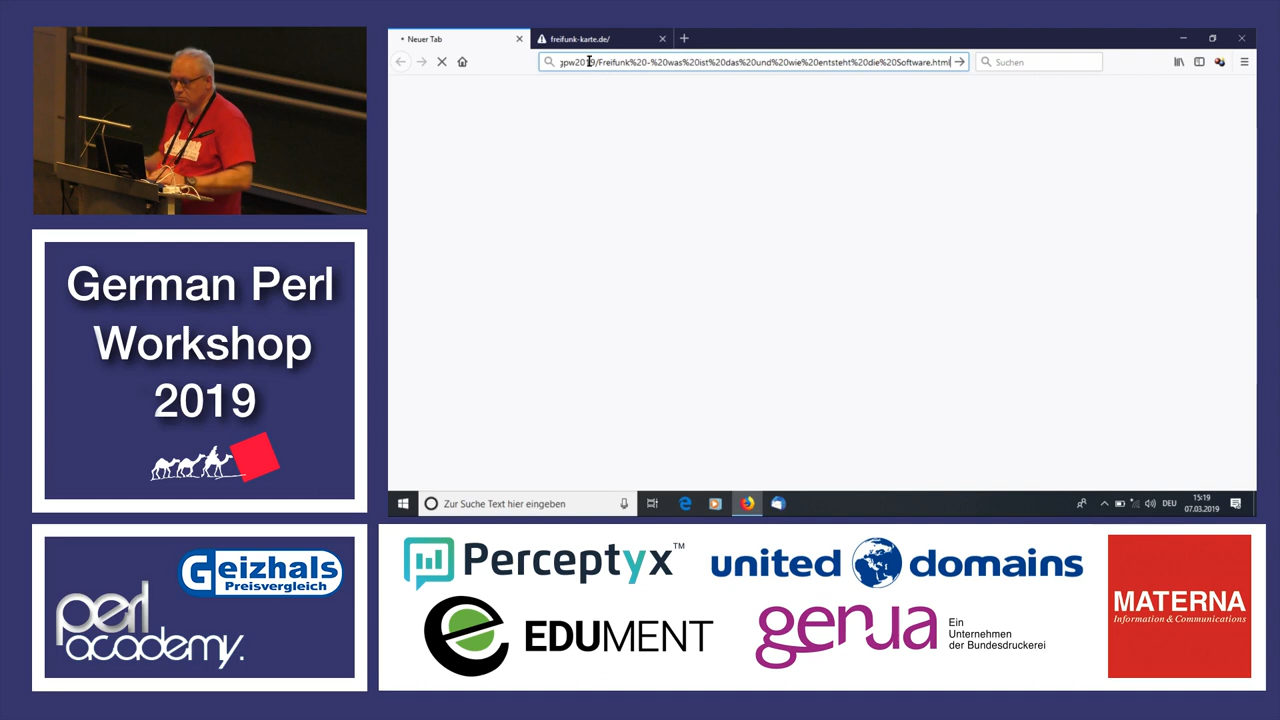 Neuer Tab
freifunk-karte.de/
gpw2019/Freifunk%20-%20was%20ist%20das%20und%20wie%20entsteht%20die%20Software.html
Suchen
German Perl
Workshop
2019
Zur Suche Text hier eingeben
DEU
15:19
07.03.2019
Geizhals
Preisvergleich
perl
academy.
Perceptyx™
united domains
EDUMENT
genua
Ein
Unternehmen
der Bundesdruckerei
MATERNA
Information & Communications